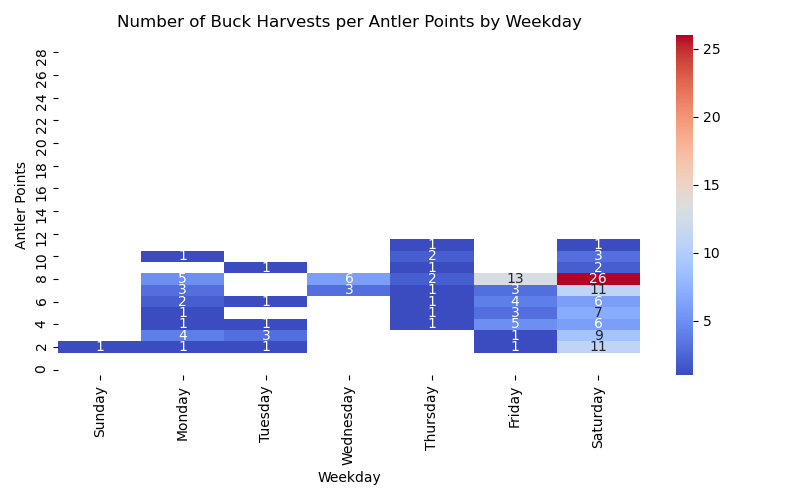 Number of Buck Harvests per Antler Points by Weekday
Antler Points
28
26
24
22
20
18
16
14
12
10
8
6
4
2
0
1 1
1 2 3
1 1 2
5 6 2 13 26
3 3 1 3 11
2 1 1 4 6
1 1 3 7
1 1 1 5 6
4 3 1 9
1 1 1 1 11
Sunday
Monday
Tuesday
Wednesday
Thursday
Friday
Saturday
Weekday
25
20
15
10
5